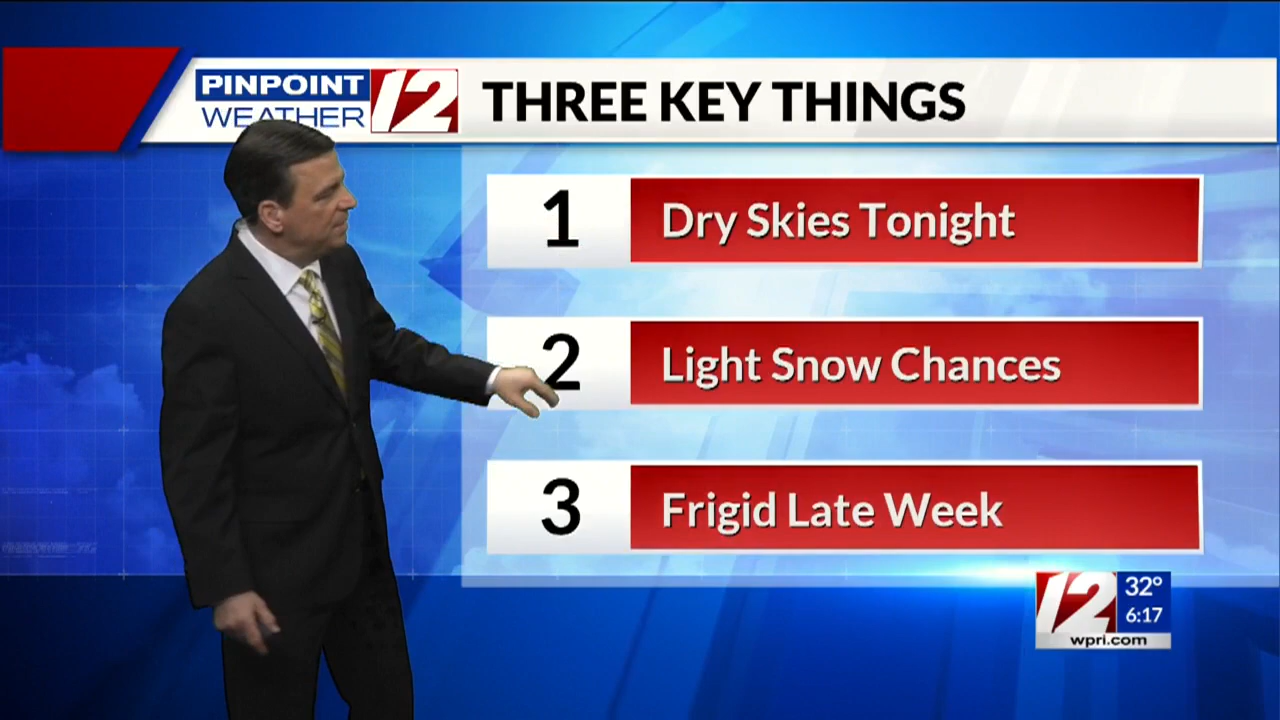 PINPOINT
WEATHER
12
THREE KEY THINGS
1
Dry Skies Tonight
2
Light Snow Chances
3
Frigid Late Week
12
32°
6:17
wpri.com